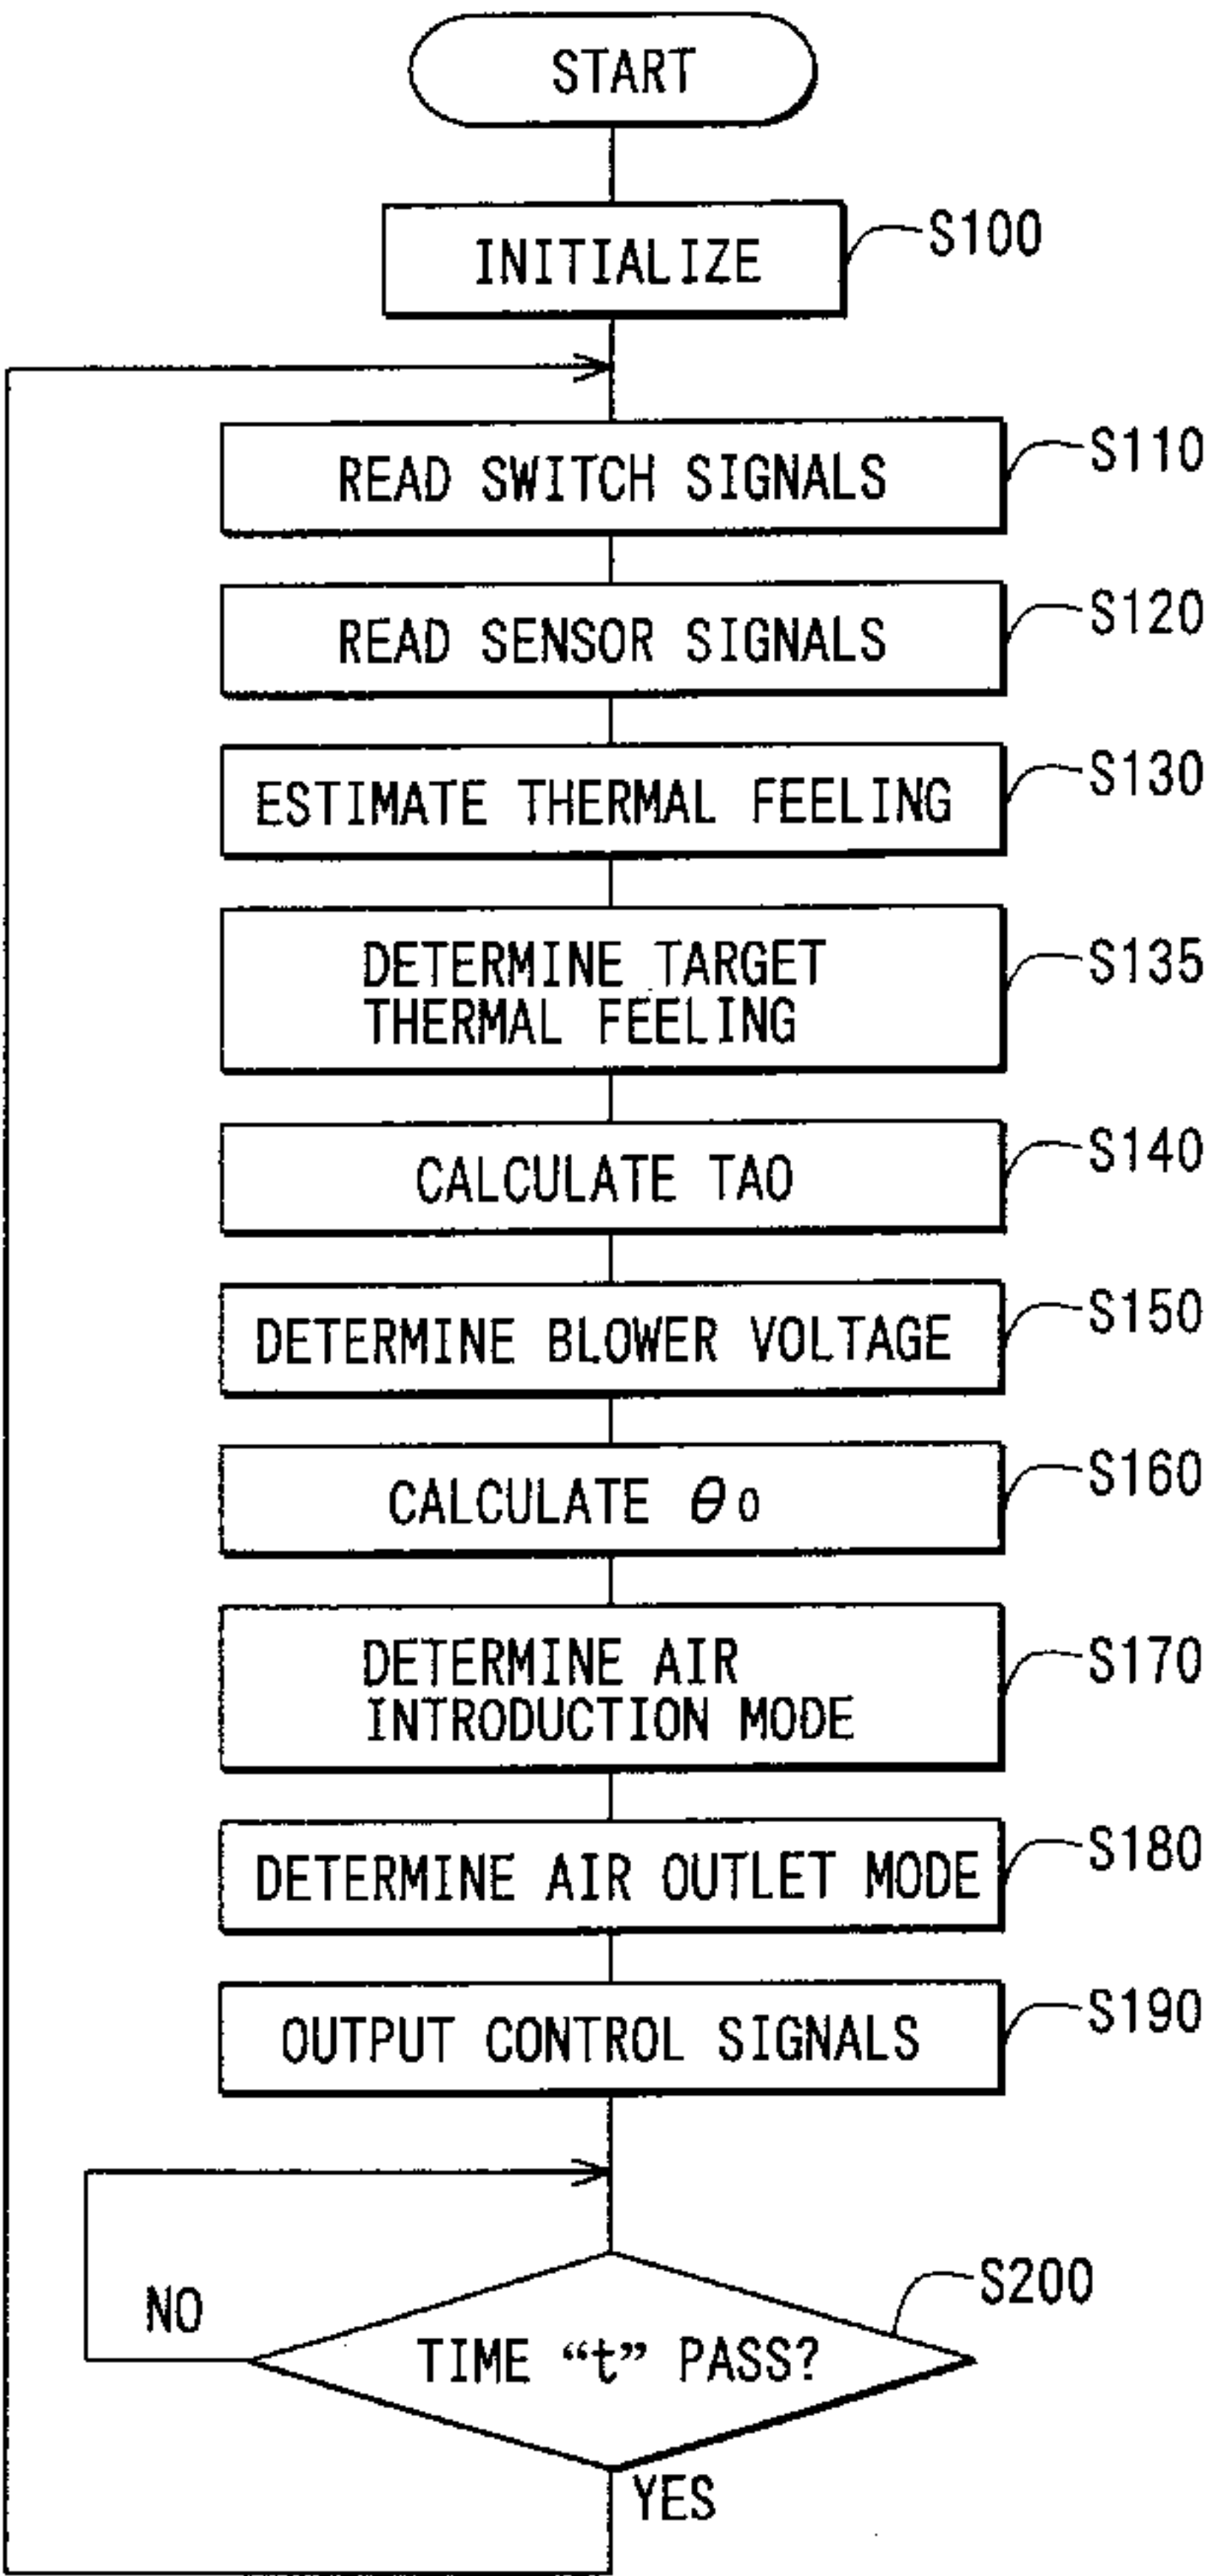 START
INITIALIZE
S100
READ SWITCH SIGNALS
S110
READ SENSOR SIGNALS
S120
ESTIMATE THERMAL FEELING
S130
DETERMINE TARGET
THERMAL FEELING
S135
CALCULATE TAO
S140
DETERMINE BLOWER VOLTAGE
S150
CALCULATE θ0
S160
DETERMINE AIR
INTRODUCTION MODE
S170
DETERMINE AIR OUTLET MODE
S180
OUTPUT CONTROL SIGNALS
S190
NO
TIME “t” PASS?
S200
YES